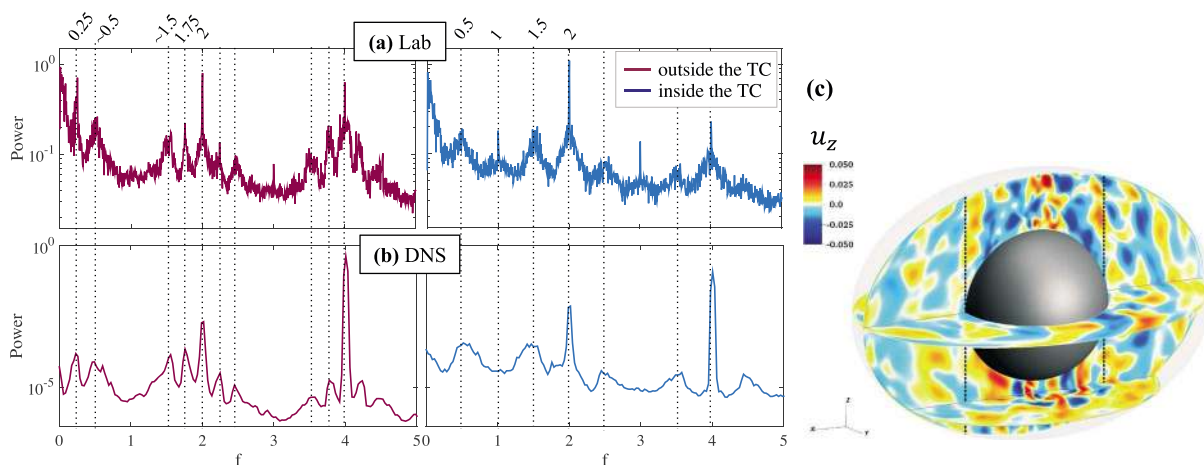 0.25
~0.5
~1.5
1.75
2
(a) Lab
0.5
1
1.5
2
outside the TC
inside the TC
(c)
10^0
10^-1
Power
u_z
0.050
0.025
0.0
-0.025
-0.050
(b) DNS
10^0
10^-5
Power
0 1 2 3 4 5
f
0 1 2 3 4 5
f
Z
X
Y